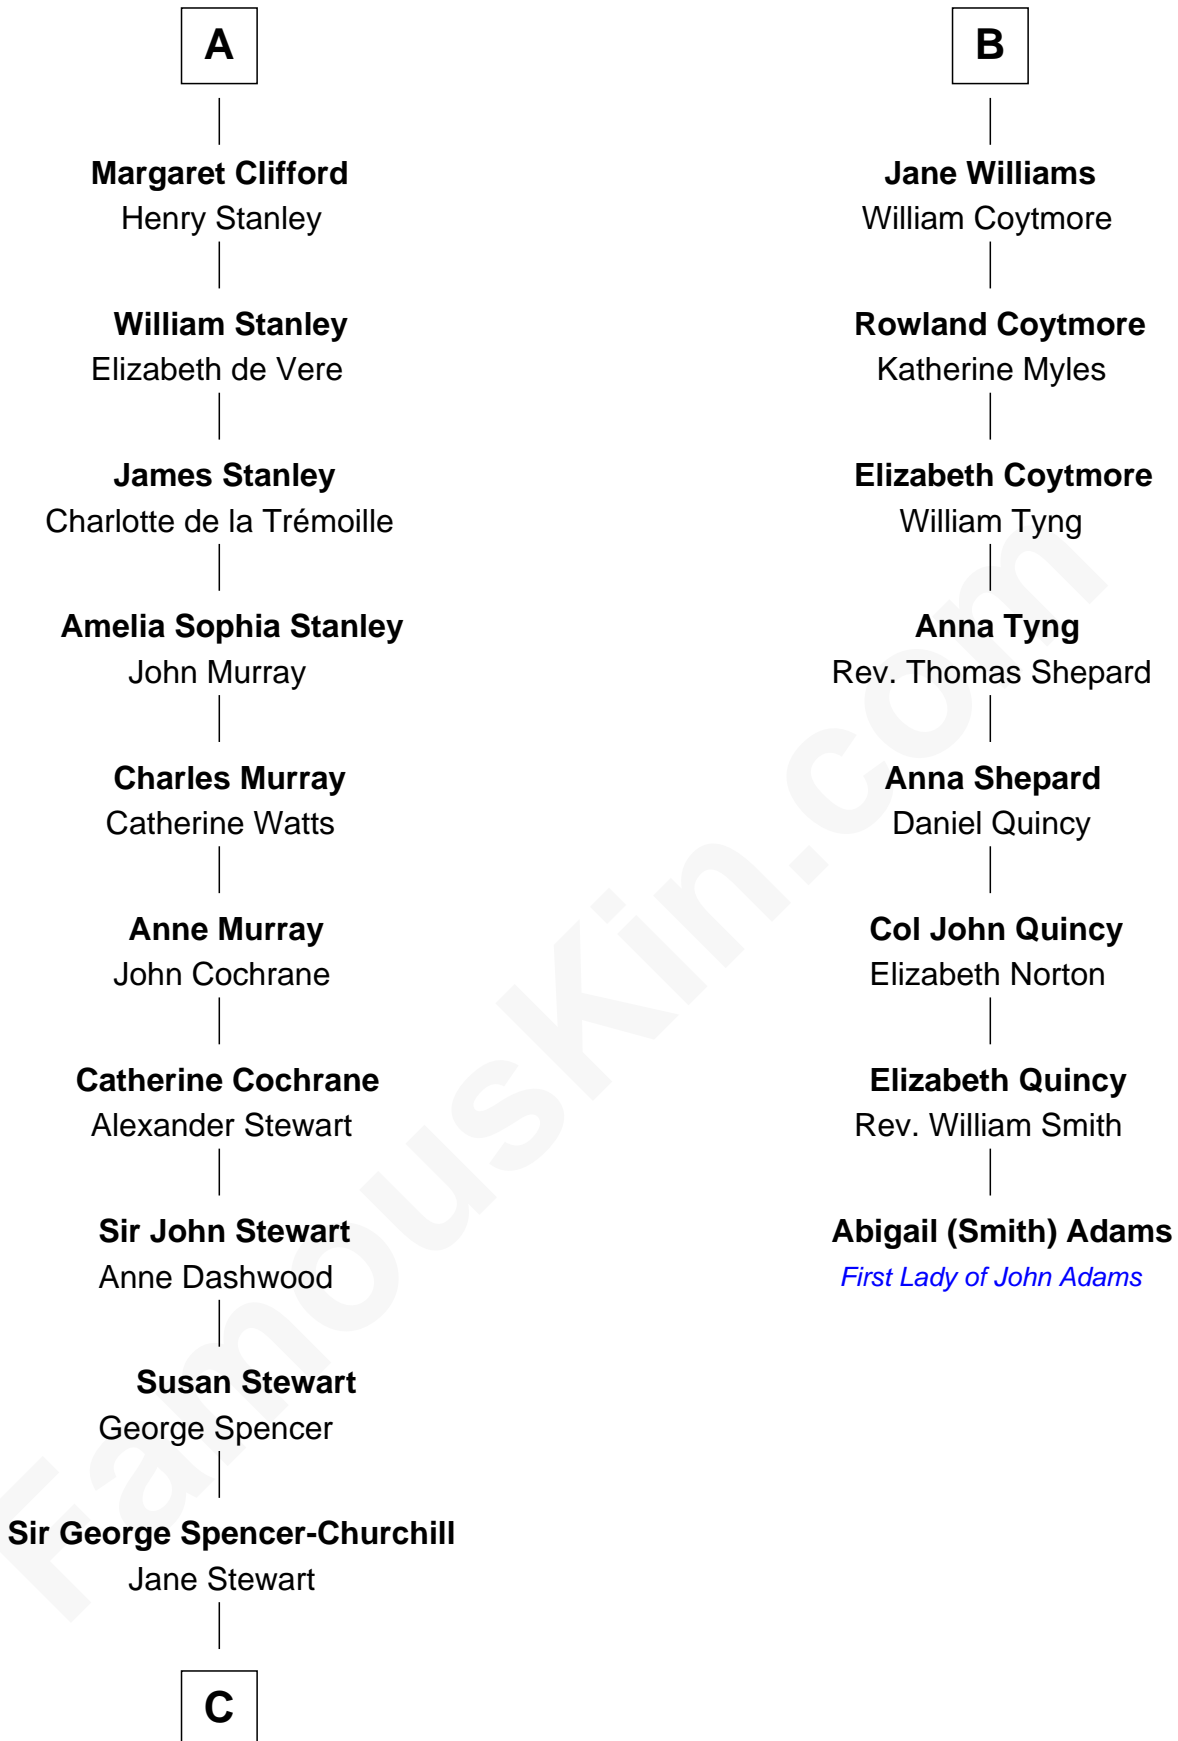 A
Margaret Clifford
Henry Stanley
William Stanley
Elizabeth de Vere
James Stanley
Charlotte de la Trémoille
Amelia Sophia Stanley
John Murray
Charles Murray
Catherine Watts
Anne Murray
John Cochrane
Catherine Cochrane
Alexander Stewart
Sir John Stewart
Anne Dashwood
Susan Stewart
George Spencer
Sir George Spencer-Churchill
Jane Stewart
C
B
Jane Williams
William Coytmore
Rowland Coytmore
Katherine Myles
Elizabeth Coytmore
William Tyng
Anna Tyng
Rev. Thomas Shepard
Anna Shepard
Daniel Quincy
Col John Quincy
Elizabeth Norton
Elizabeth Quincy
Rev. William Smith
Abigail (Smith) Adams
First Lady of John Adams
FamousKin.com